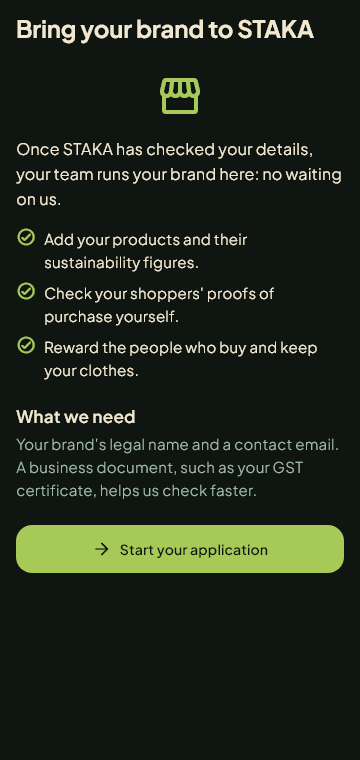 Bring your brand to STAKA
Once STAKA has checked your details,
your team runs your brand here: no waiting
on us.
Add your products and their
sustainability figures.
Check your shoppers' proofs of
purchase yourself.
Reward the people who buy and keep
your clothes.
What we need
Your brand's legal name and a contact email.
A business document, such as your GST
certificate, helps us check faster.
Start your application